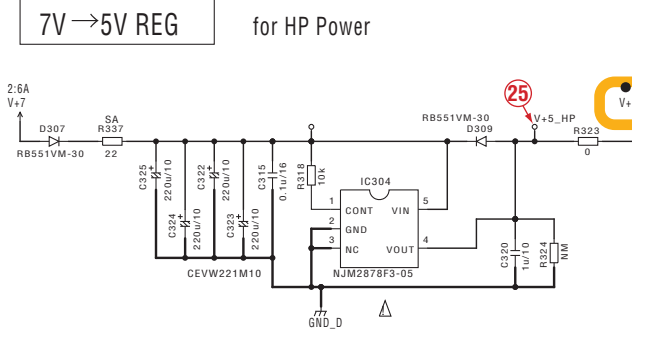 7V→5V REG
for HP Power
2:6A
V+7
D307
RB551VM-30
SA
R337
22
C325
220u/10
C324
220u/10
C322
220u/10
C323
220u/10
CEVW221M10
C315
0.1u/16
R318
10k
IC304
1
CONT
VIN
5
2
GND
3
NC
VOUT
4
NJM2878F3-05
GND_D
RB551VM-30
D309
25
V+5_HP
R323
0
V+
C320
1u/10
R324
NM